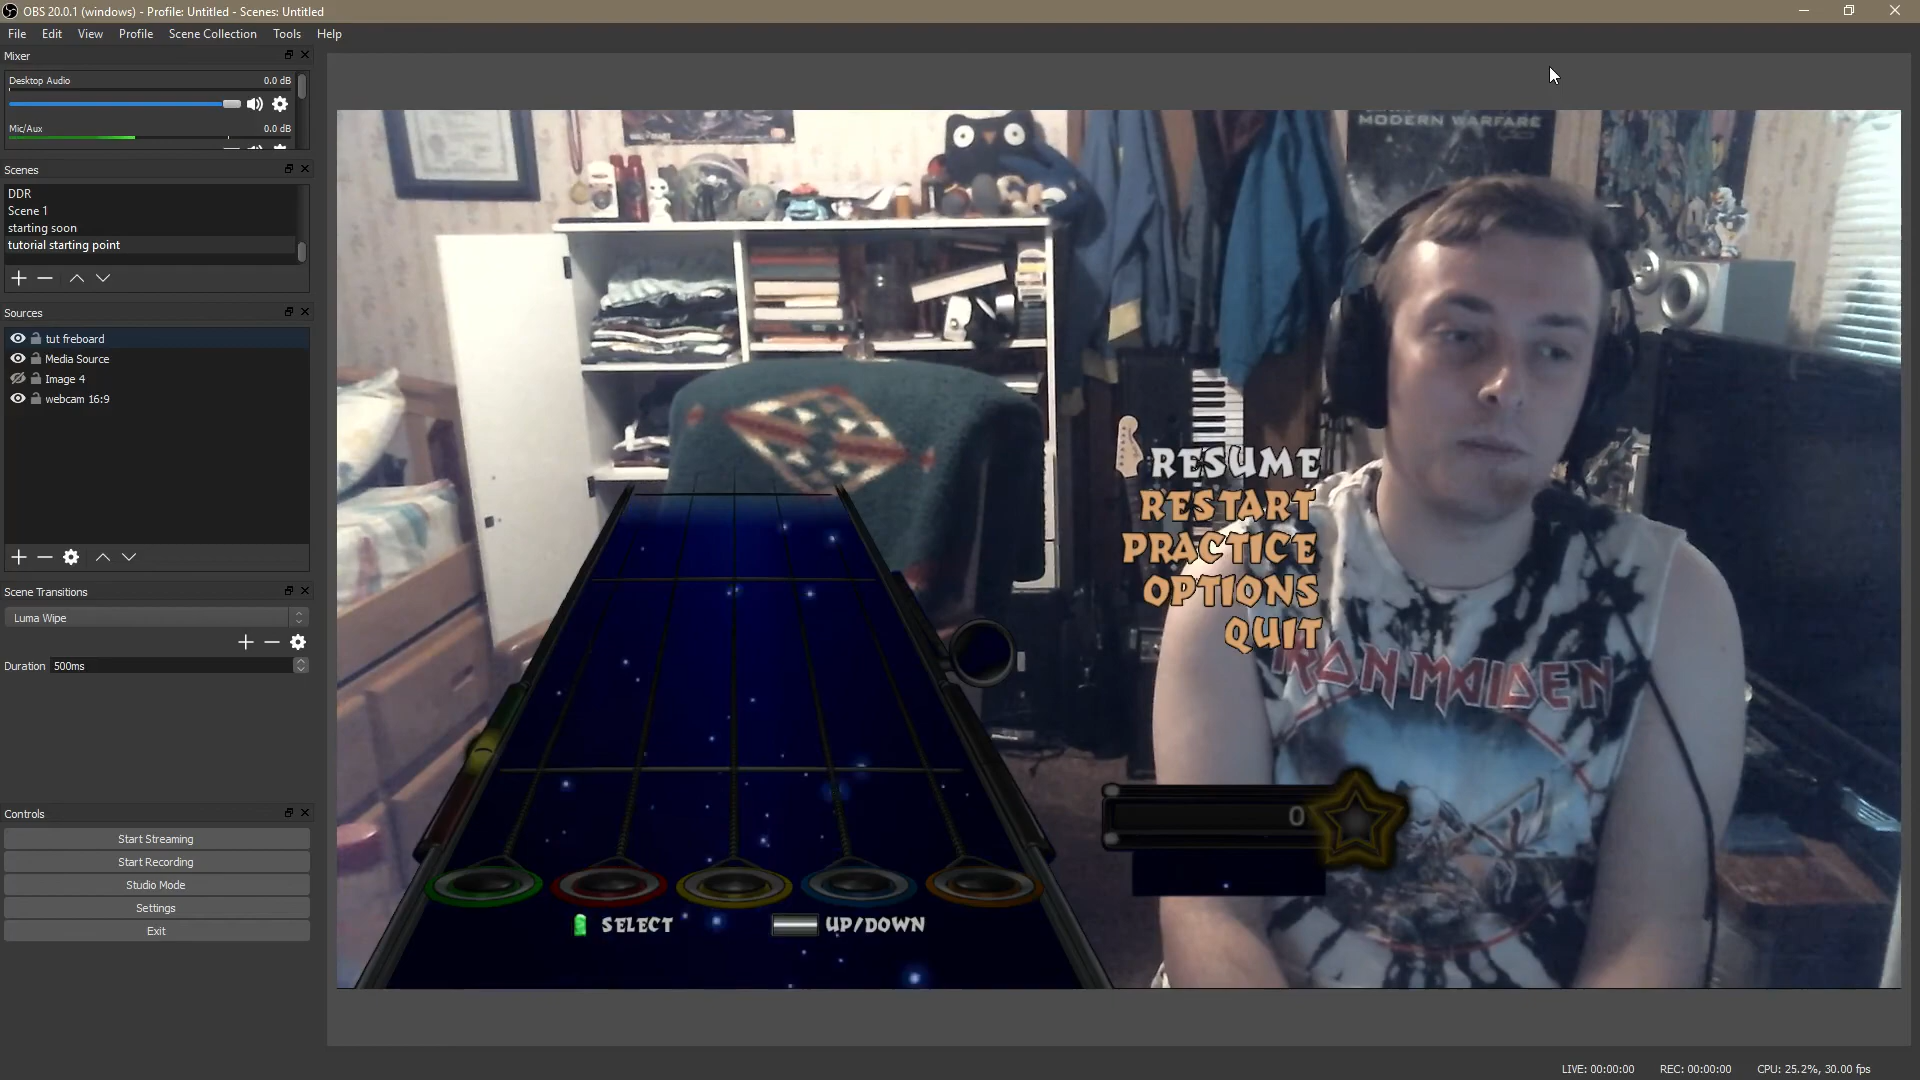 OBS 20.0.1 (windows) - Profile: Untitled - Scenes: Untitled
File Edit View Profile Scene Collection Tools Help
Mixer
Desktop Audio 0.0 dB
Mic/Aux 0.0 dB
Scenes
DDR
Scene 1
starting soon
tutorial starting point
Sources
tut freboard
Media Source
Image 4
webcam 16:9
Scene Transitions
Luma Wipe
Duration 500ms
Controls
Start Streaming
Start Recording
Studio Mode
Settings
Exit
MODERN WARFARE
RESUME
RESTART
PRACTICE
OPTIONS
QUIT
IRON MAIDEN
0
SELECT UP/DOWN
LIVE: 00:00:00 REC: 00:00:00 CPU: 25.2%, 30.00 fps